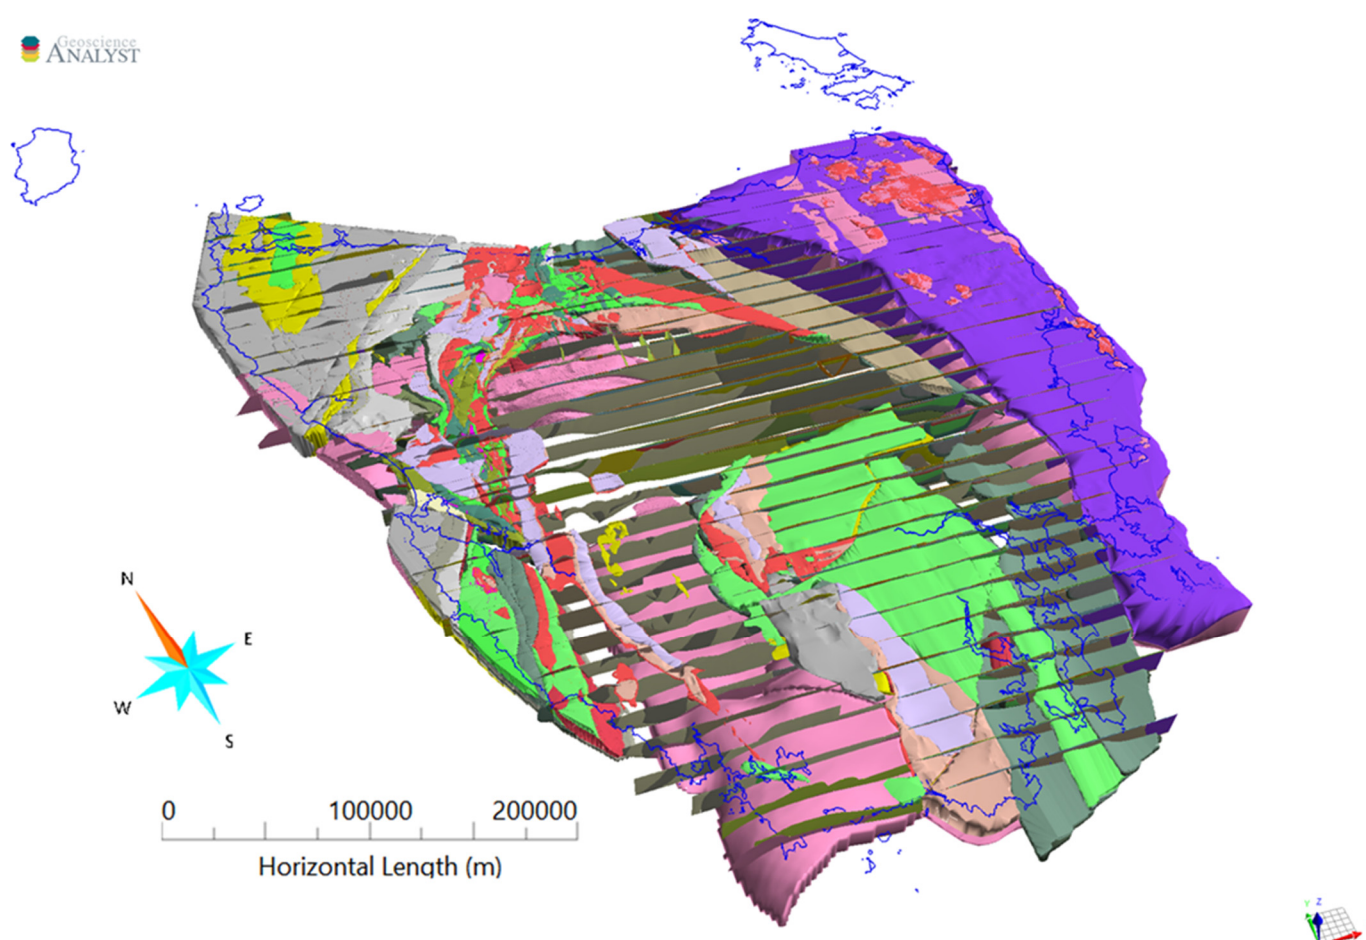 Geoscience
ANALYST
N
E
W
S
0 100000 200000
Horizontal Length (m)
Y Z